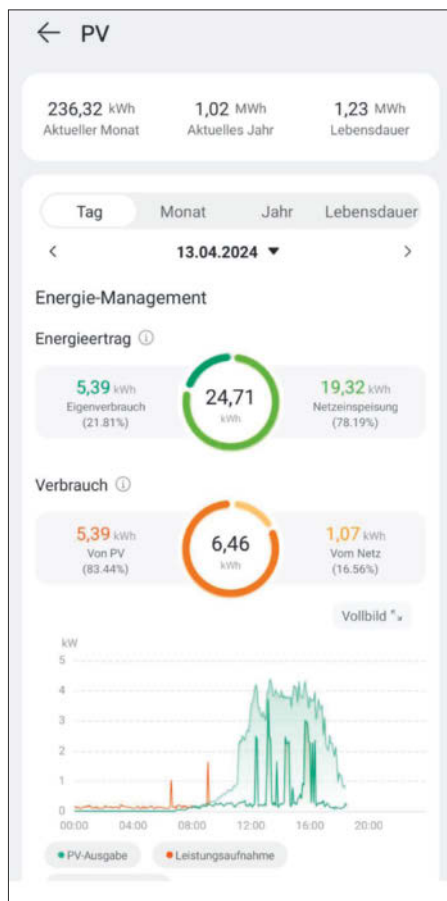 ← PV
236,32 kWh 1,02 MWh 1,23 MWh
Aktueller Monat Aktuelles Jahr Lebensdauer
Tag Monat Jahr Lebensdauer
< 13.04.2024 ▼ >
Energie-Management
Energieertrag ⓘ
5,39 kWh 24,71 19,32 kWh
Eigenverbrauch kWh Netzeinspeisung
(21.81%) (78.19%)
Verbrauch ⓘ
5,39 kWh 6,46 1,07 kWh
Von PV kWh Vom Netz
(83.44%) (16.56%)
Vollbild
kW
5
4
3
2
1
0
00:00 04:00 08:00 12:00 16:00 20:00
PV-Ausgabe Leistungsaufnahme